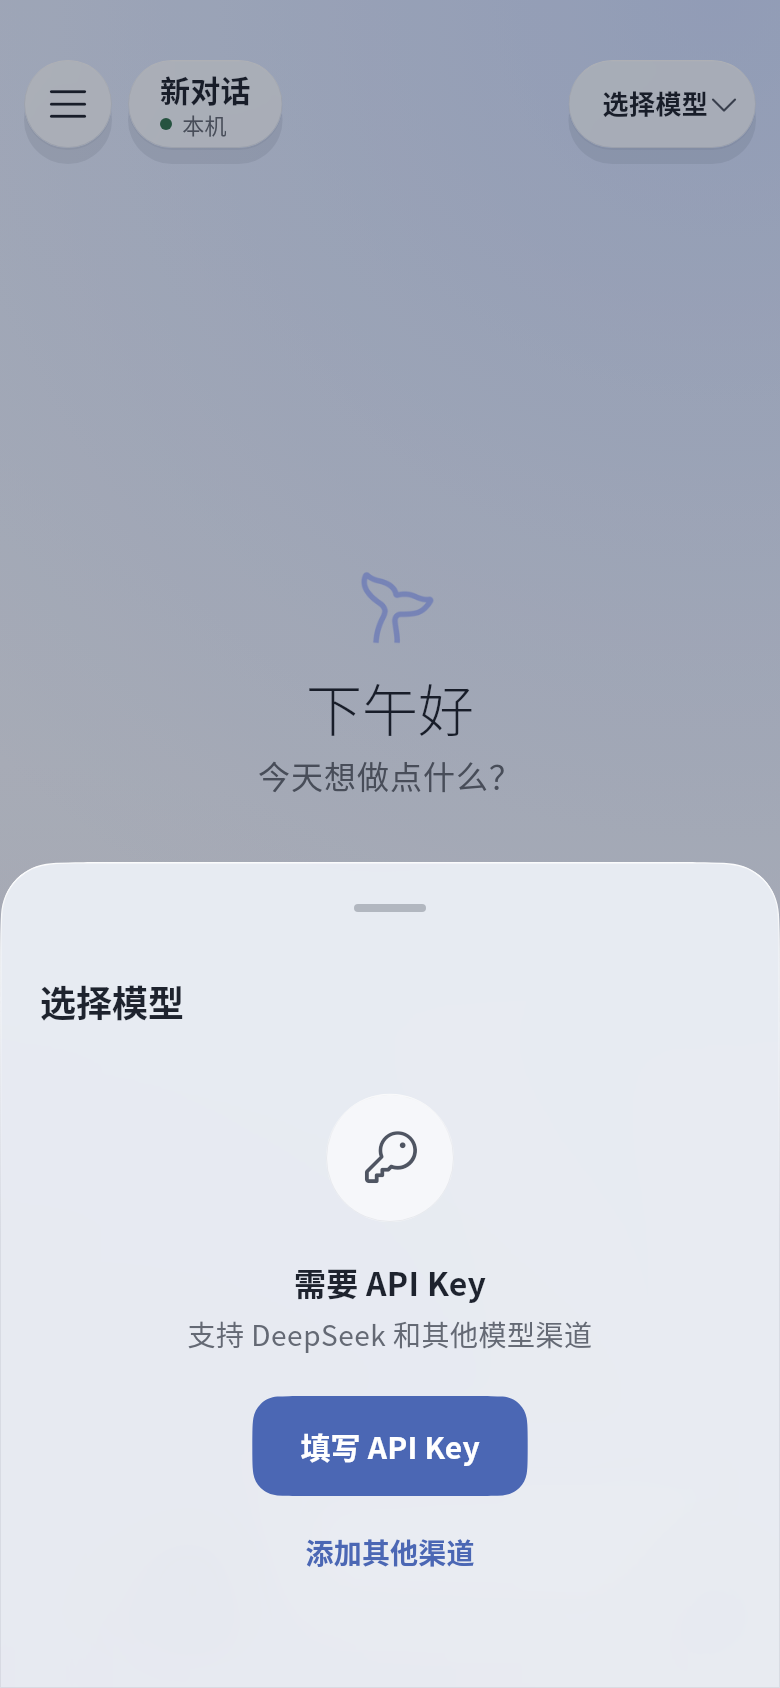 新对话
本机
选择模型
下午好
今天想做点什么？
选择模型
需要 API Key
支持 DeepSeek 和其他模型渠道
填写 API Key
添加其他渠道